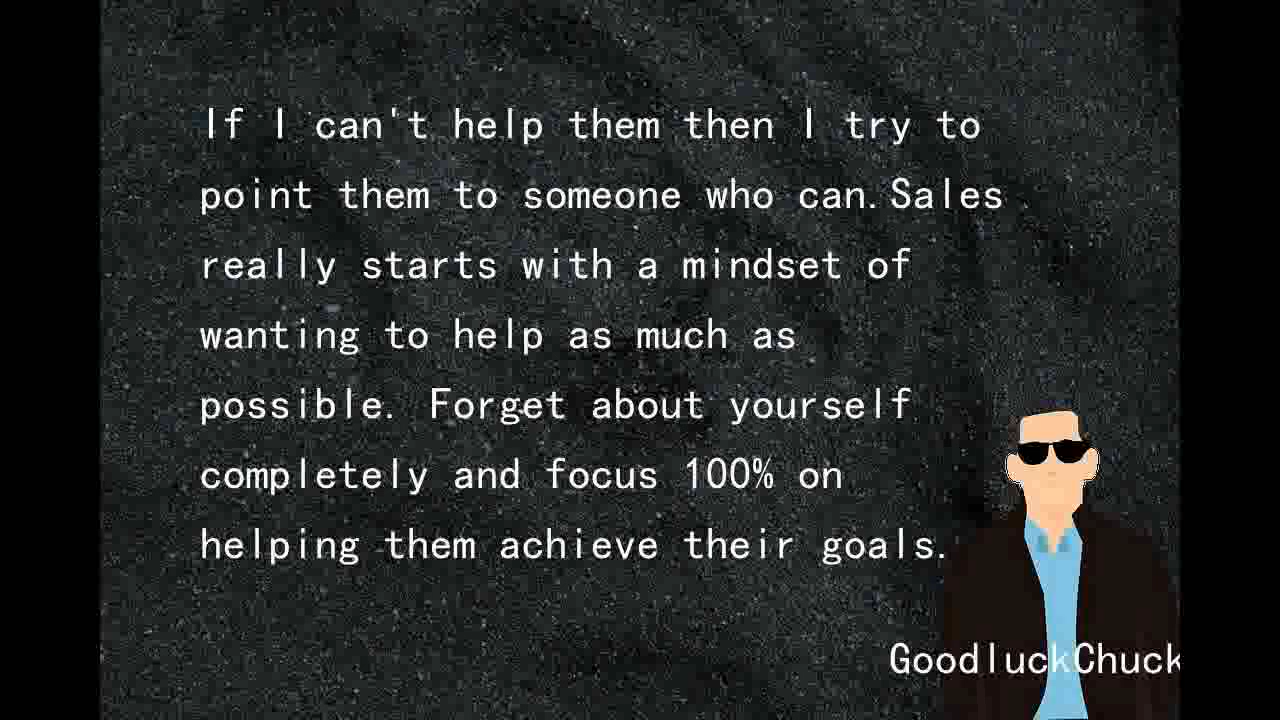 If I can't help them then I try to
point them to someone who can.Sales
really starts with a mindset of
wanting to help as much as
possible. Forget about yourself
completely and focus 100% on
helping them achieve their goals.
GoodluckChuck